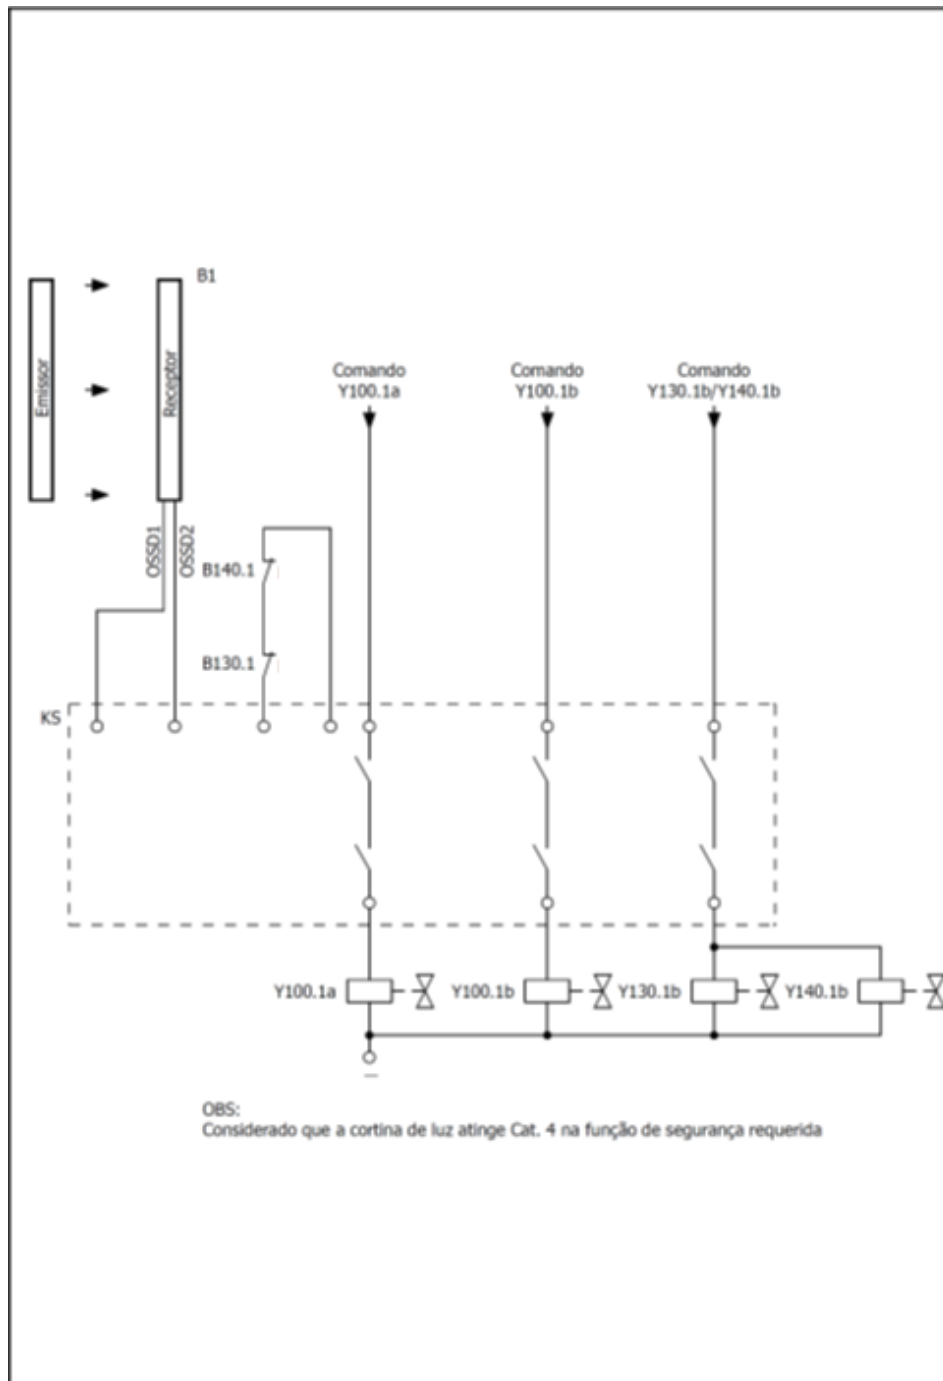 B1
Emissor
Receptor
Comando
Y100.1a
Comando
Y100.1b
Comando
Y130.1b/Y140.1b
OSSD1
OSSD2
B140.1
B130.1
KS
Y100.1a
Y100.1b
Y130.1b
Y140.1b
OBS:
Considerado que a cortina de luz atinge Cat. 4 na função de segurança requerida